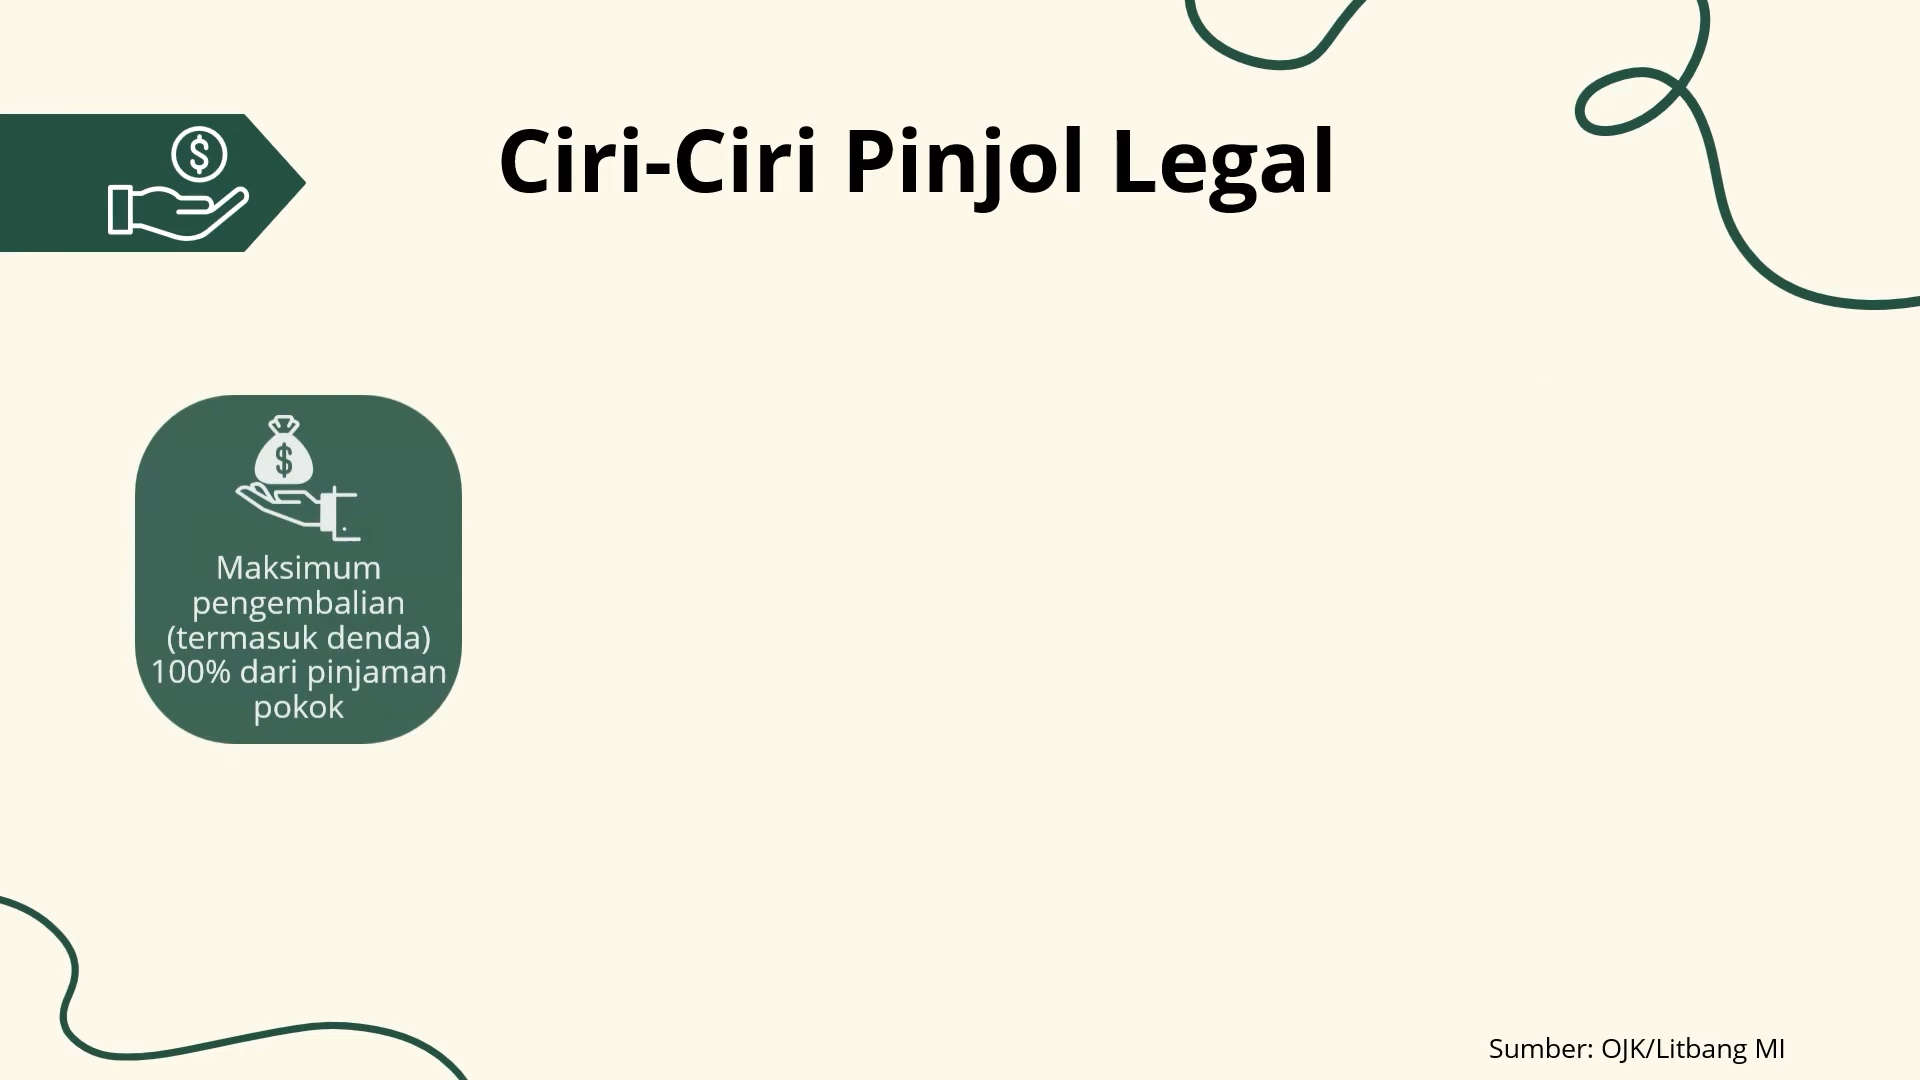 Ciri-Ciri Pinjol Legal
Maksimum
pengembalian
(termasuk denda)
100% dari pinjaman
pokok
Sumber: OJK/Litbang MI